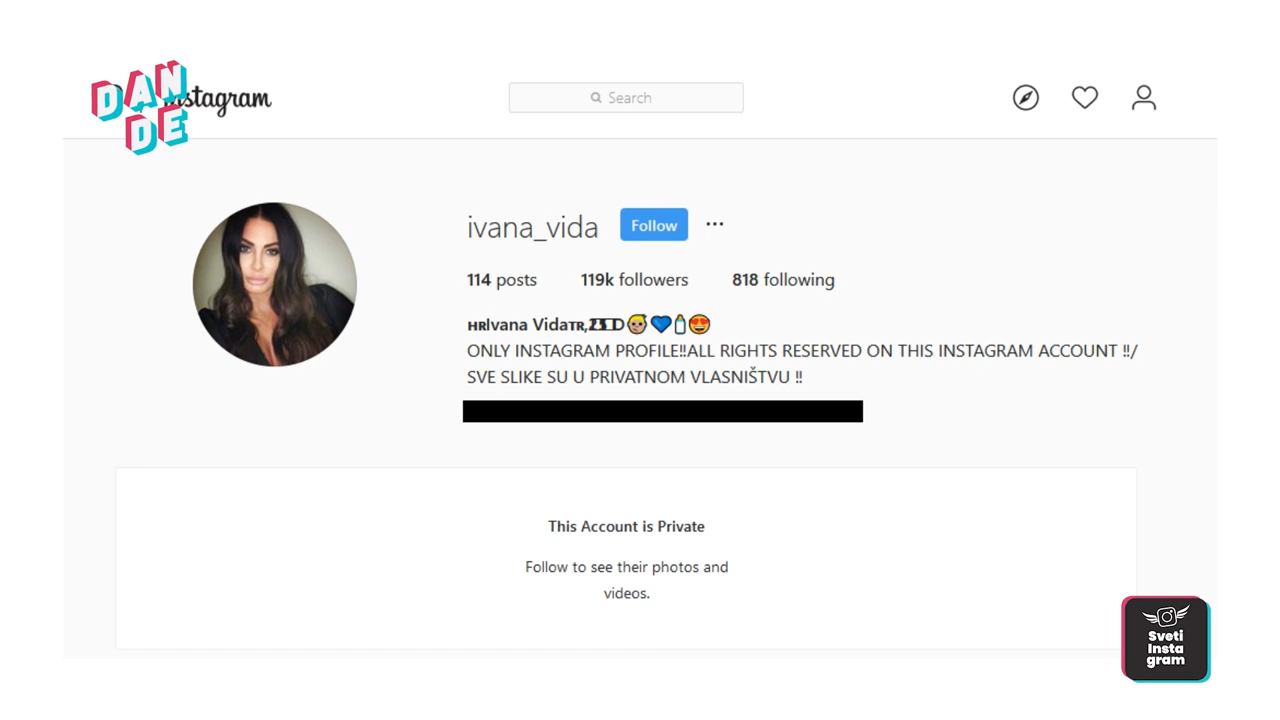 DAN
DE
Instagram
Search
ivana_vida
Follow
114 posts
119k followers
818 following
ʜʀIvana Vidaᴛʀ,
ONLY INSTAGRAM PROFILE‼ALL RIGHTS RESERVED ON THIS INSTAGRAM ACCOUNT ‼/
SVE SLIKE SU U PRIVATNOM VLASNIŠTVU ‼
This Account is Private
Follow to see their photos and
videos.
Sveti
Insta
gram